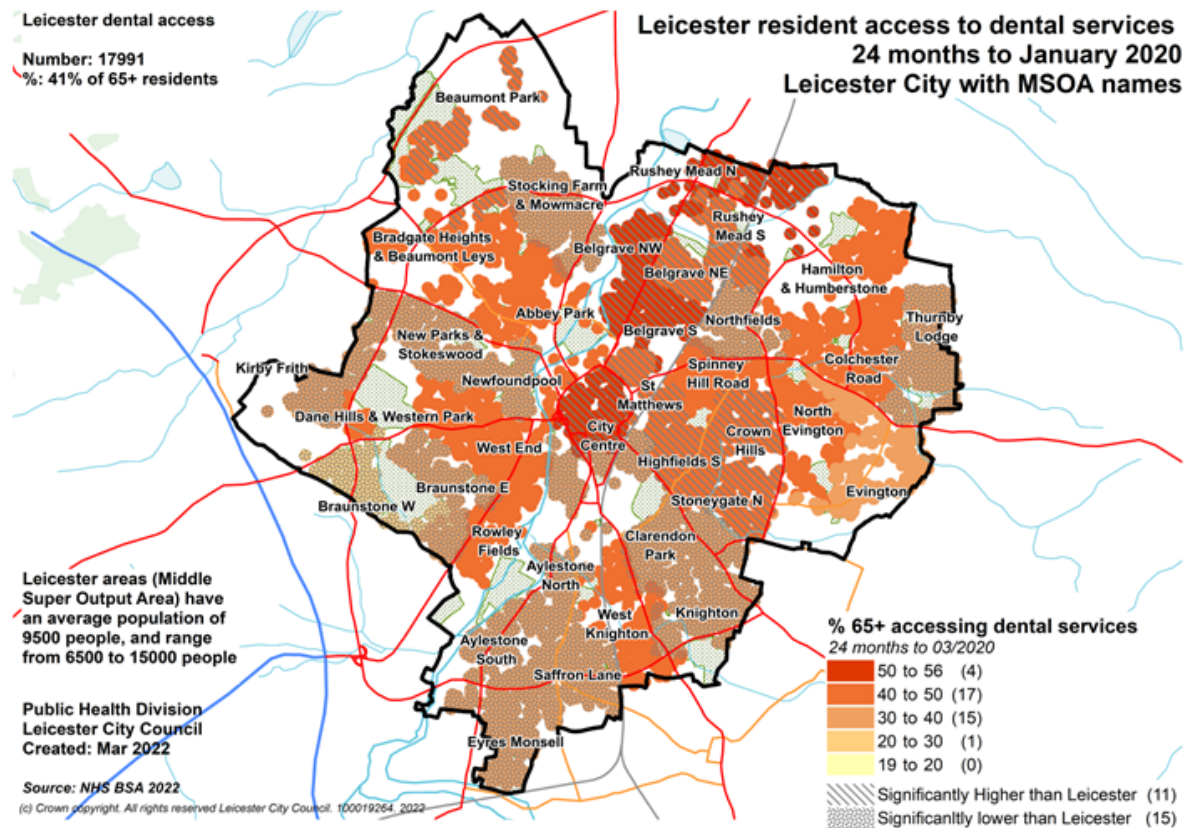 Leicester dental access
Number: 17991
%: 41% of 65+ residents
Leicester resident access to dental services
24 months to January 2020
Leicester City with MSOA names
Beaumont Park
Rushey Mead N
Stocking Farm
& Mowmacre
Rushey
Mead S
Bradgate Heights
& Beaumont Leys
Belgrave NW
Belgrave NE
Hamilton
& Humberstone
Abbey Park
Belgrave S
Northfields
Thurnby
Lodge
New Parks &
Stokeswood
Kirby Frith
Newfoundpool
Spinney
Hill Road
Colchester
Road
St
Matthews
Dane Hills & Western Park
North
Evington
City
Centre
Crown
Hills
West End
Highfields S
Braunstone E
Stoneygate N
Evington
Braunstone W
Rowley
Fields
Clarendon
Park
Aylestone
North
Knighton
West
Knighton
Aylestone
South
Saffron Lane
Eyres Monsell
Leicester areas (Middle
Super Output Area) have
an average population of
9500 people, and range
from 6500 to 15000 people
Public Health Division
Leicester City Council
Created: Mar 2022
Source: NHS BSA 2022
(c) Crown copyright. All rights reserved Leicester City Council. 100019264. 2022
% 65+ accessing dental services
24 months to 03/2020
50 to 56 (4)
40 to 50 (17)
30 to 40 (15)
20 to 30 (1)
19 to 20 (0)
Significantly Higher than Leicester (11)
Significanltly lower than Leicester (15)